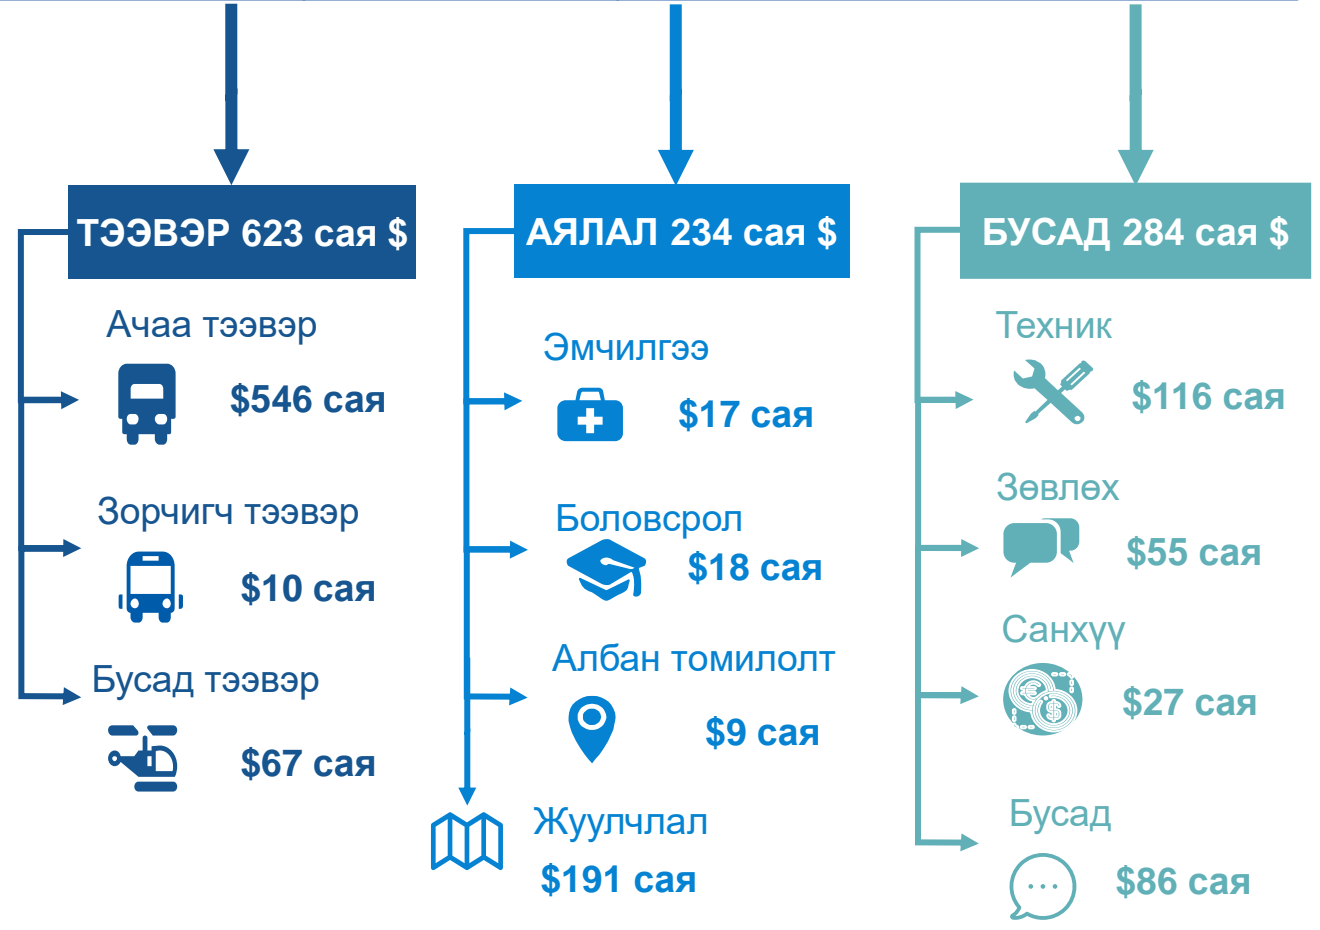 ТЭЭВЭР 623 сая $
Ачаа тээвэр
$546 сая
Зорчигч тээвэр
$10 сая
Бусад тээвэр
$67 сая
АЯЛАЛ 234 сая $
Эмчилгээ
$17 сая
Боловсрол
$18 сая
Албан томилолт
$9 сая
Жуулчлал
$191 сая
БУСАД 284 сая $
Техник
$116 сая
Зөвлөх
$55 сая
Санхүү
$27 сая
Бусад
$86 сая